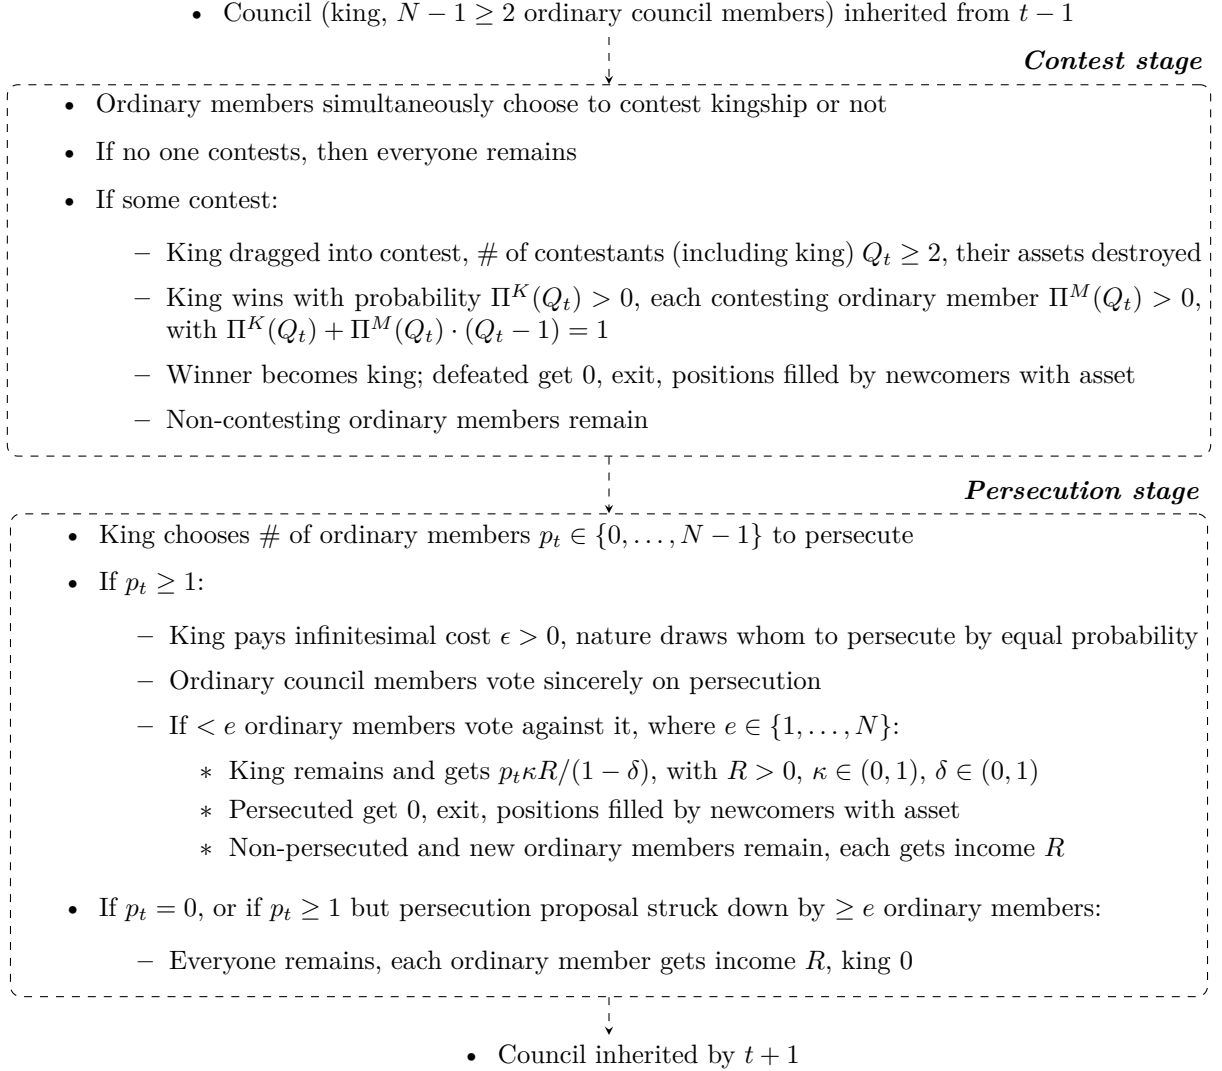 • Council (king, N − 1 ≥ 2 ordinary council members) inherited from t − 1
Contest stage
• Ordinary members simultaneously choose to contest kingship or not
• If no one contests, then everyone remains
• If some contest:
– King dragged into contest, # of contestants (including king) Q_t ≥ 2, their assets destroyed
– King wins with probability Π^K(Q_t) > 0, each contesting ordinary member Π^M(Q_t) > 0,
with Π^K(Q_t) + Π^M(Q_t) · (Q_t − 1) = 1
– Winner becomes king; defeated get 0, exit, positions filled by newcomers with asset
– Non-contesting ordinary members remain
Persecution stage
• King chooses # of ordinary members p_t ∈ {0, . . . , N − 1} to persecute
• If p_t ≥ 1:
– King pays infinitesimal cost ϵ > 0, nature draws whom to persecute by equal probability
– Ordinary council members vote sincerely on persecution
– If < e ordinary members vote against it, where e ∈ {1, . . . , N}:
∗ King remains and gets p_tκR/(1 − δ), with R > 0, κ ∈ (0, 1), δ ∈ (0, 1)
∗ Persecuted get 0, exit, positions filled by newcomers with asset
∗ Non-persecuted and new ordinary members remain, each gets income R
• If p_t = 0, or if p_t ≥ 1 but persecution proposal struck down by ≥ e ordinary members:
– Everyone remains, each ordinary member gets income R, king 0
• Council inherited by t + 1